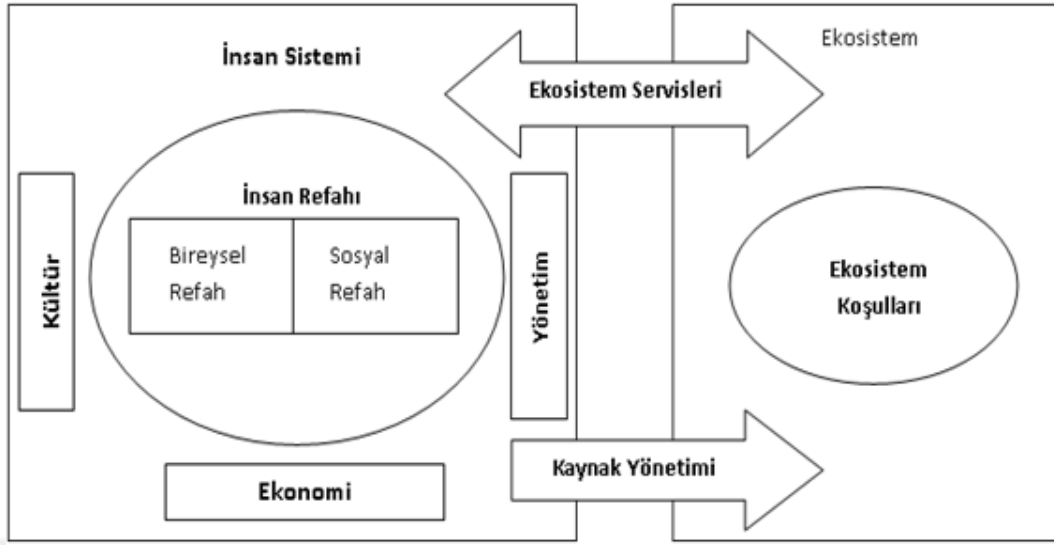 İnsan Sistemi
Ekosistem
Ekosistem Servisleri
İnsan Refahı
Bireysel
Refah
Sosyal
Refah
Kültür
Yönetim
Ekosistem
Koşulları
Kaynak Yönetimi
Ekonomi